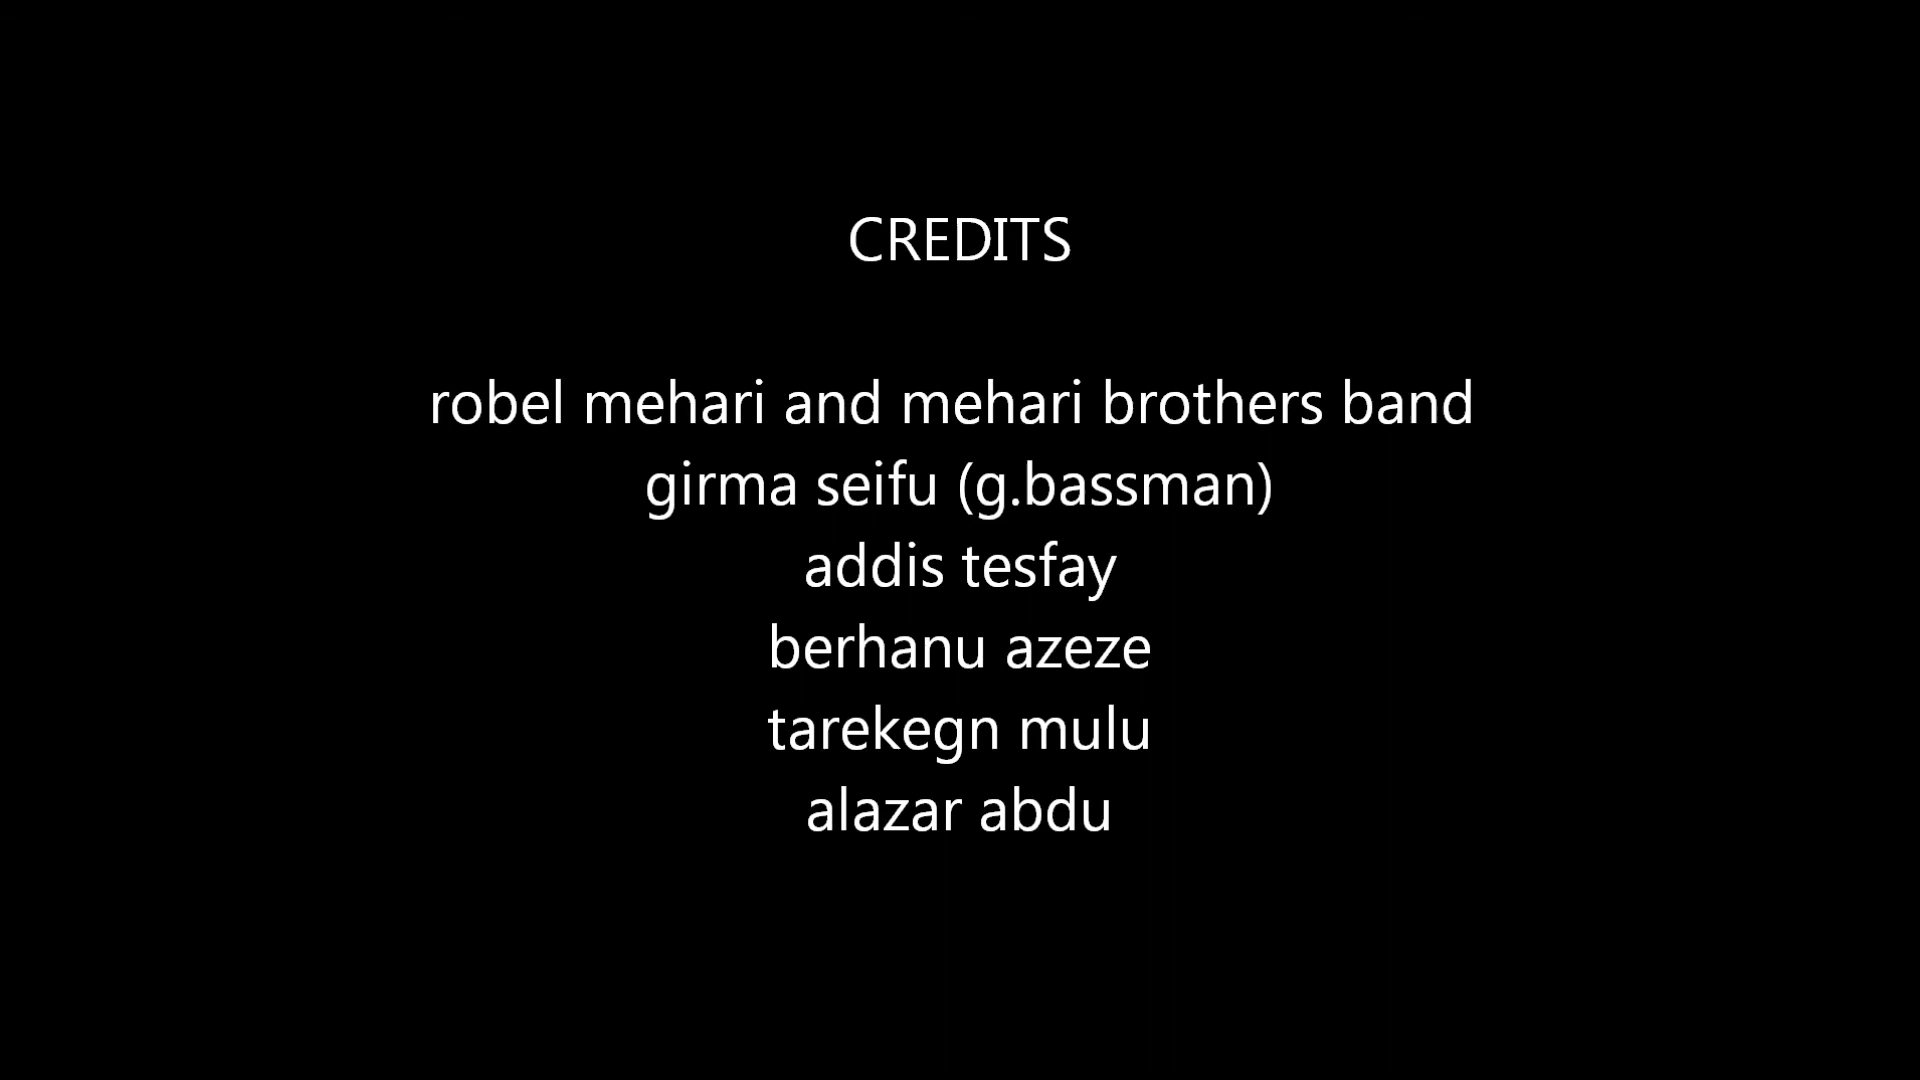 CREDITS
robel mehari and mehari brothers band
girma seifu (g.bassman)
addis tesfay
berhanu azeze
tarekegn mulu
alazar abdu